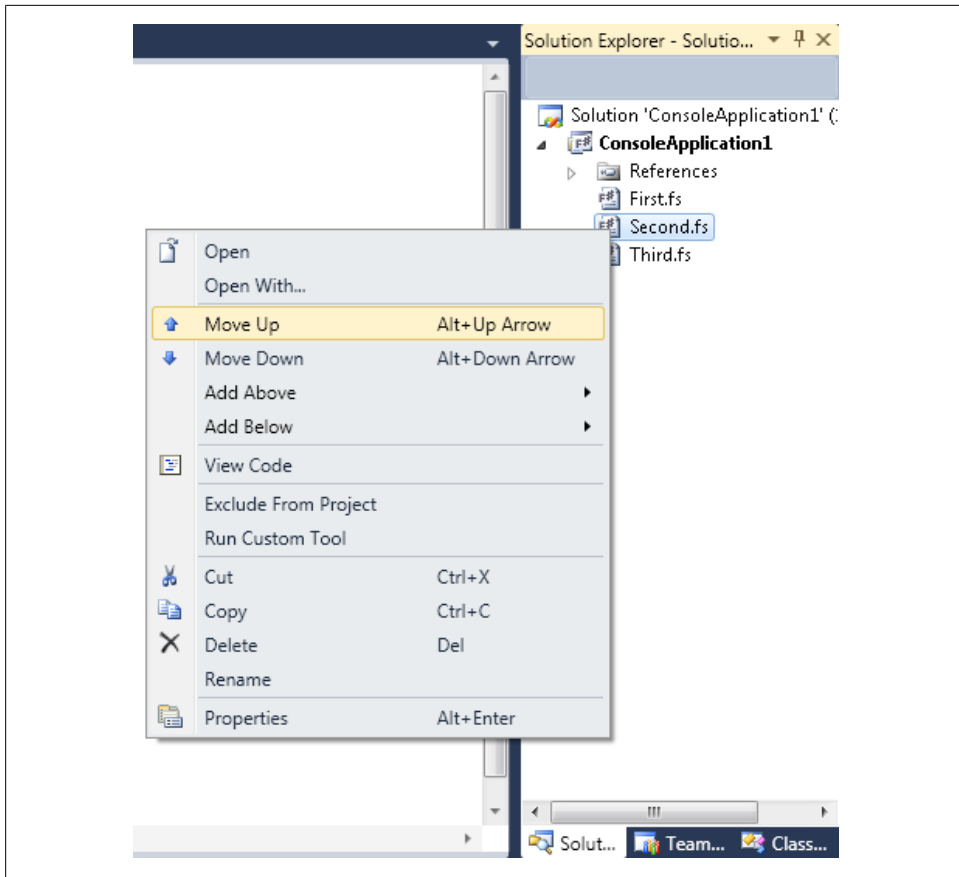 Solution Explorer - Solutio...
Solution 'ConsoleApplication1' (
ConsoleApplication1
References
First.fs
Second.fs
Third.fs
Open
Open With...
Move Up Alt+Up Arrow
Move Down Alt+Down Arrow
Add Above
Add Below
View Code
Exclude From Project
Run Custom Tool
Cut Ctrl+X
Copy Ctrl+C
Delete Del
Rename
Properties Alt+Enter
Solut... Team... Class...